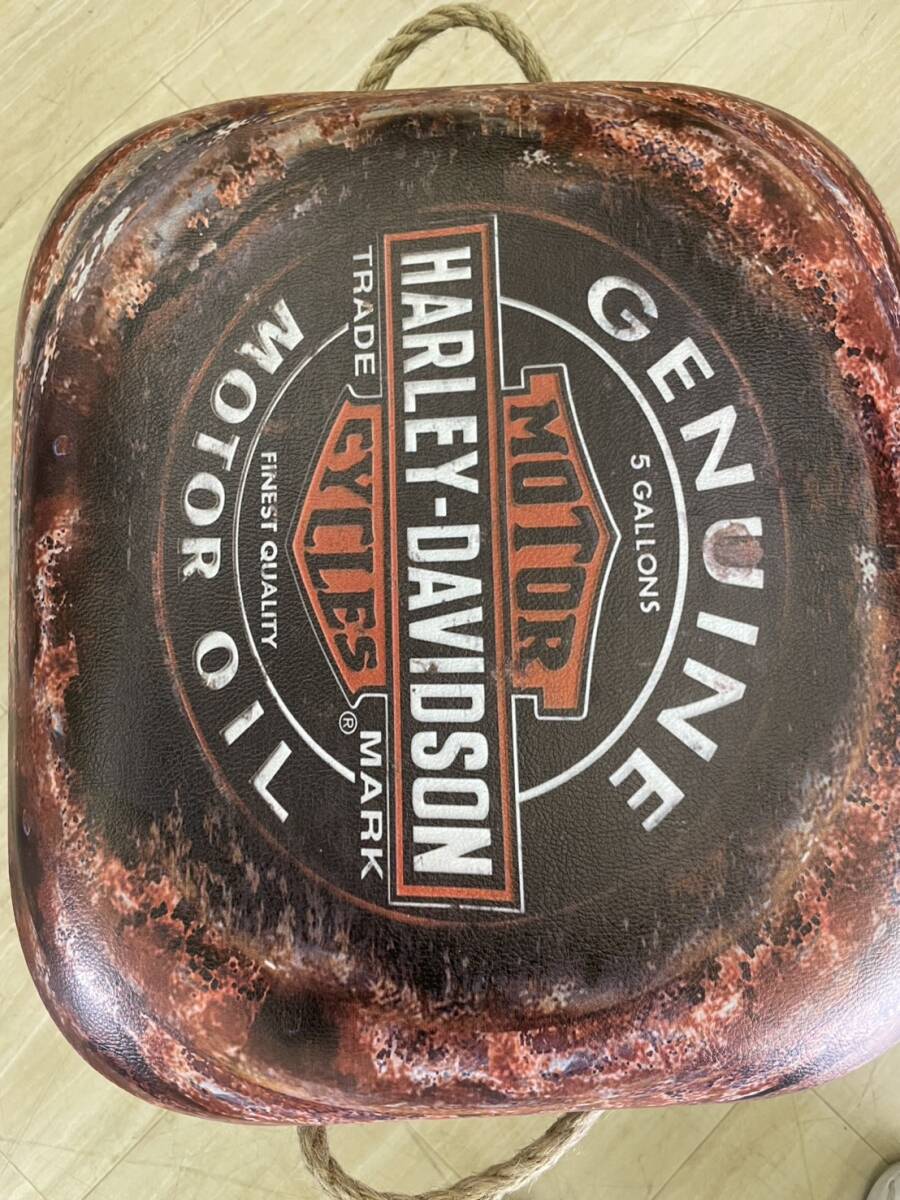 GENUINE
5 GALLONS
MOTOR
HARLEY-DAVIDSON
TRADE MARK
CYCLES ®
FINEST QUALITY
MOTOR OIL